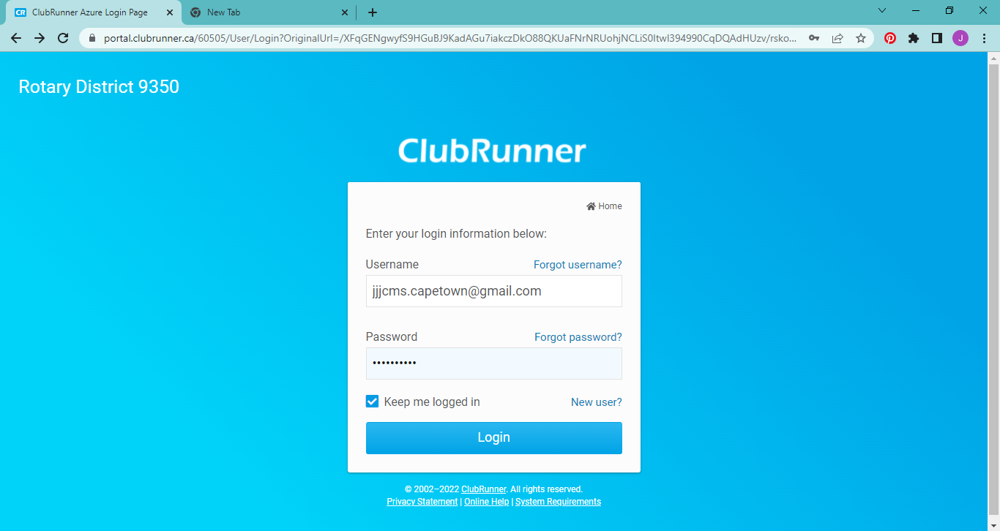 ClubRunner Azure Login Page
New Tab
portal.clubrunner.ca/60505/User/Login?OriginalUrl=/XFqGENgwyfS9HGuBJ9KadAGu7iakczDkO88QKUaFNrNRUohjNCLiS0ItwI394990CqDQAdHUzv/rsko...
J
Rotary District 9350
ClubRunner
Home
Enter your login information below:
Username Forgot username?
jjjcms.capetown@gmail.com
Password Forgot password?
••••••••••
Keep me logged in New user?
Login
© 2002–2022 ClubRunner. All rights reserved.
Privacy Statement | Online Help | System Requirements